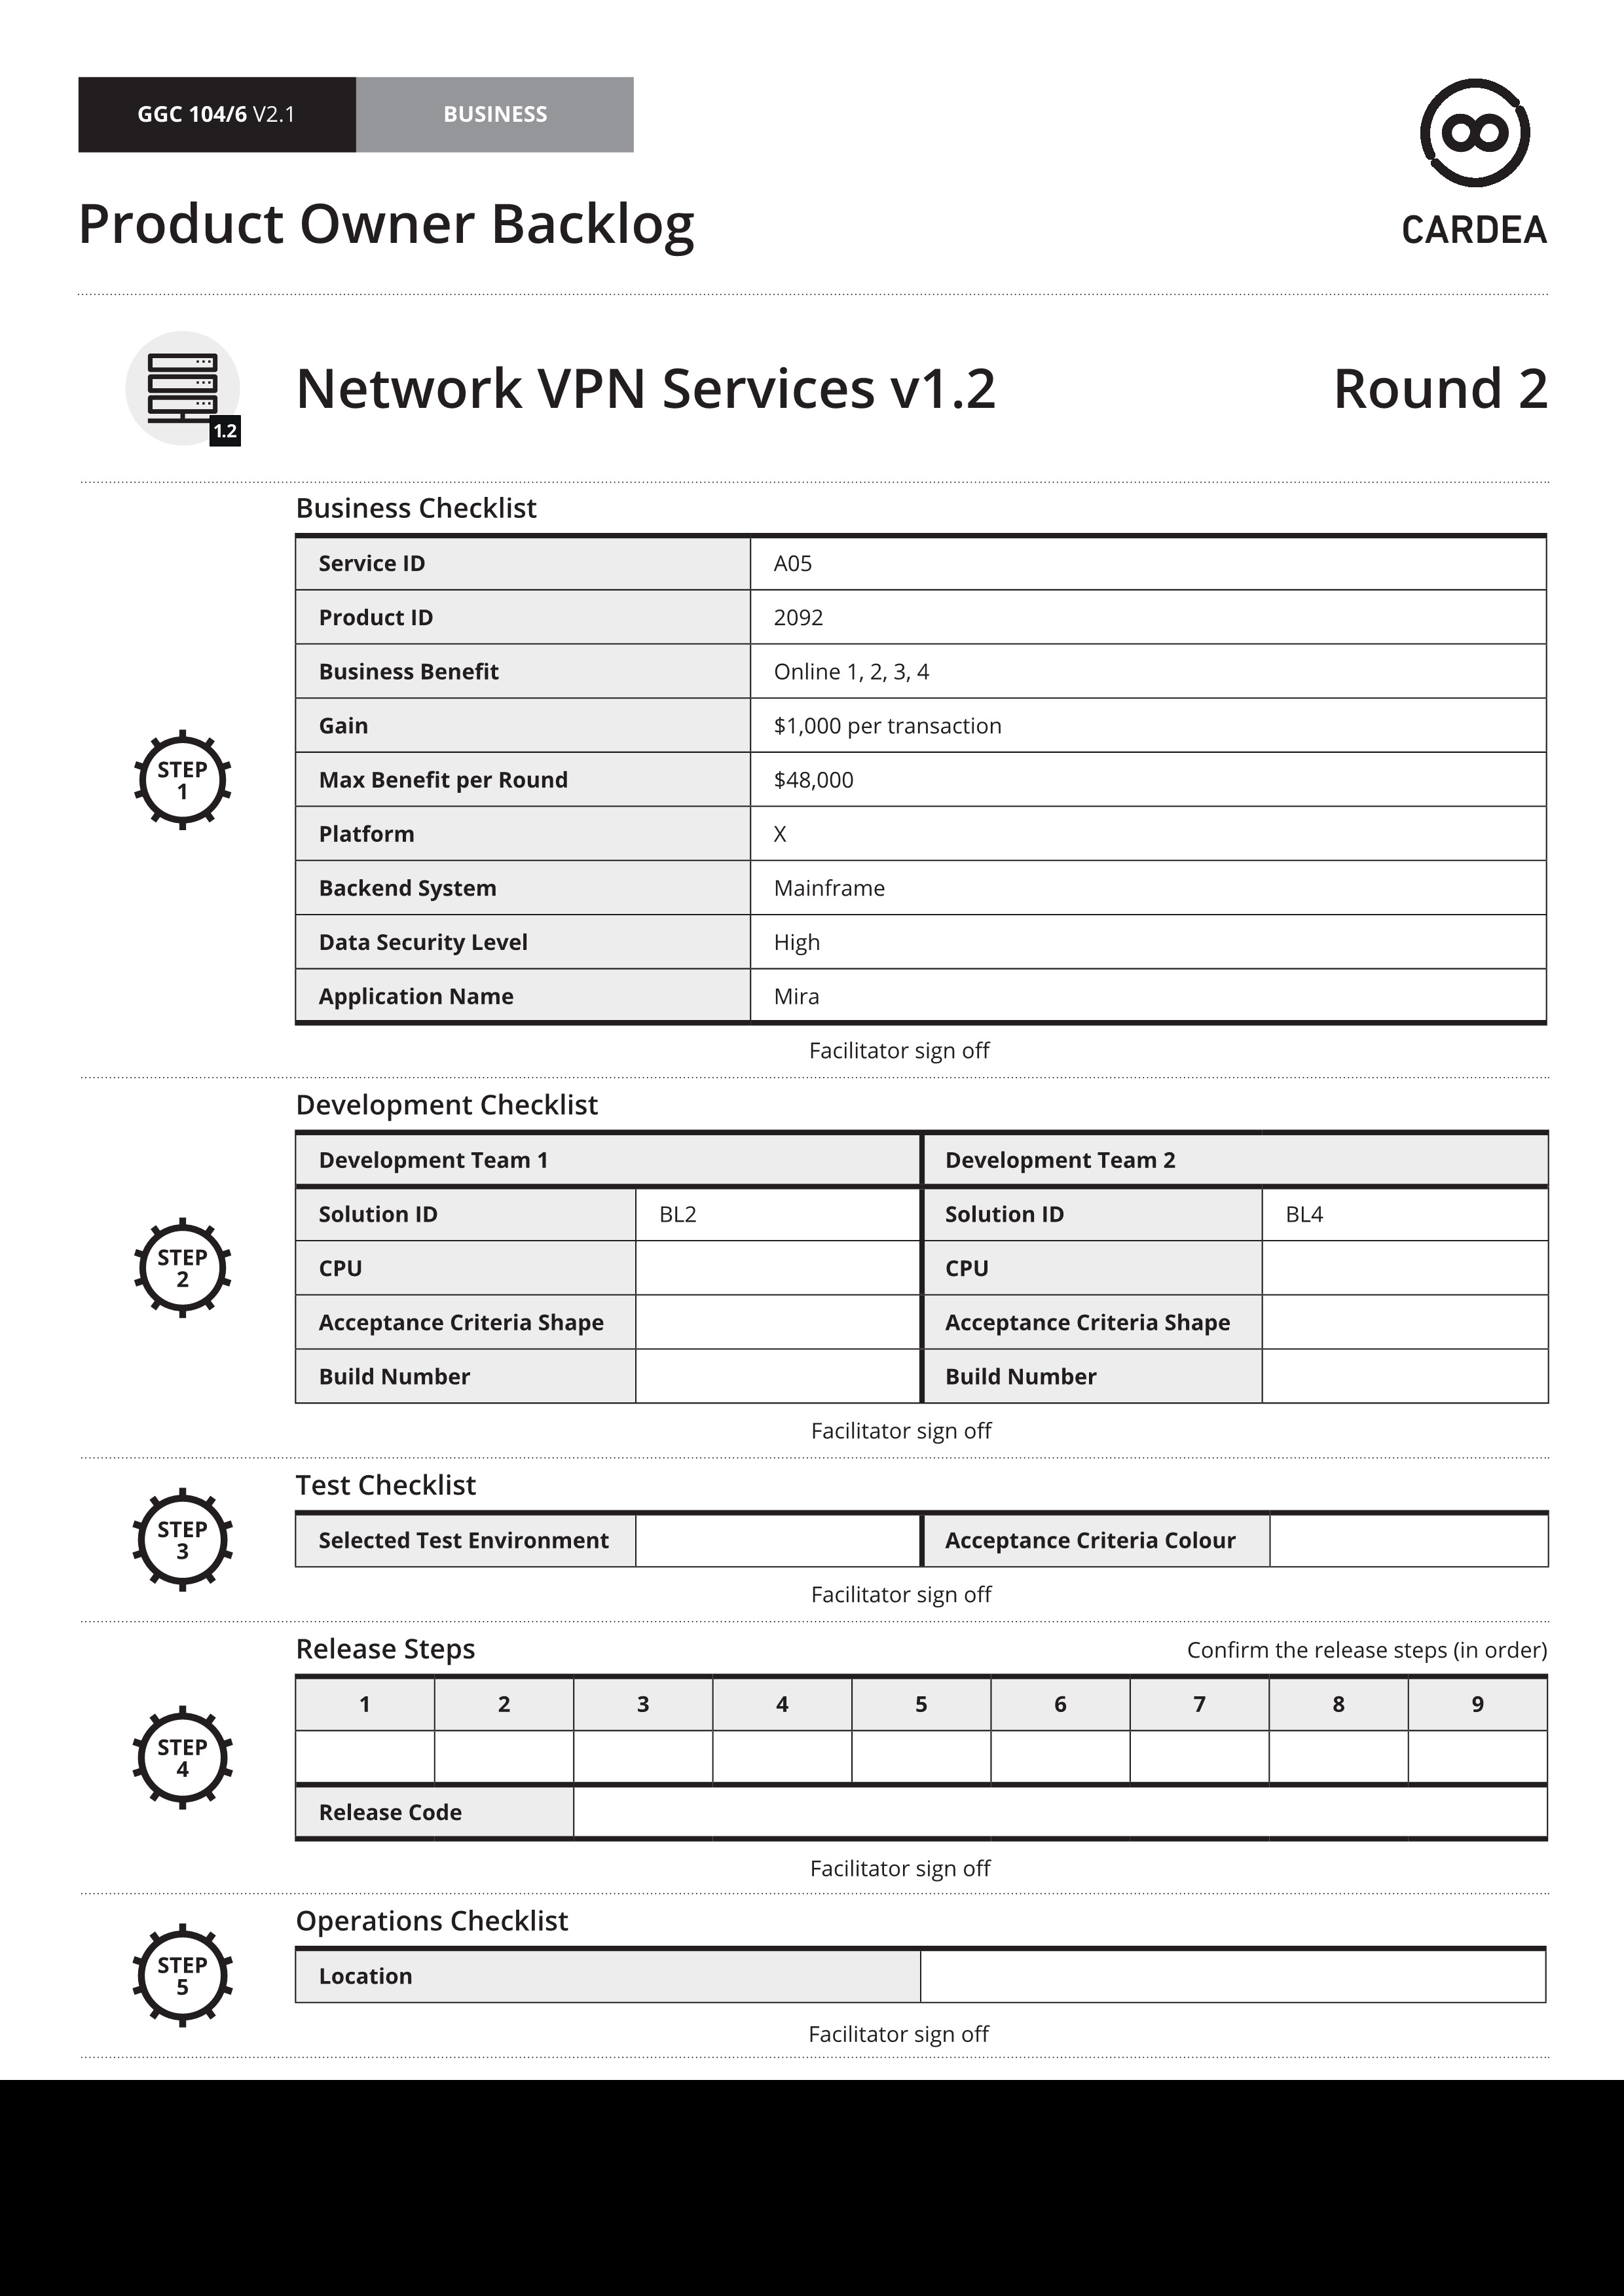 GGC 104/6 V2.1 BUSINESS
CARDEA
Product Owner Backlog
1.2
Network VPN Services v1.2 Round 2
Business Checklist
STEP 1
Service ID A05
Product ID 2092
Business Benefit Online 1, 2, 3, 4
Gain $1,000 per transaction
Max Benefit per Round $48,000
Platform X
Backend System Mainframe
Data Security Level High
Application Name Mira
Facilitator sign off
Development Checklist
STEP 2
Development Team 1 Development Team 2
Solution ID BL2 Solution ID BL4
CPU CPU
Acceptance Criteria Shape Acceptance Criteria Shape
Build Number Build Number
Facilitator sign off
Test Checklist
STEP 3
Selected Test Environment Acceptance Criteria Colour
Facilitator sign off
Release Steps Confirm the release steps (in order)
STEP 4
1 2 3 4 5 6 7 8 9
Release Code
Facilitator sign off
Operations Checklist
STEP 5
Location
Facilitator sign off